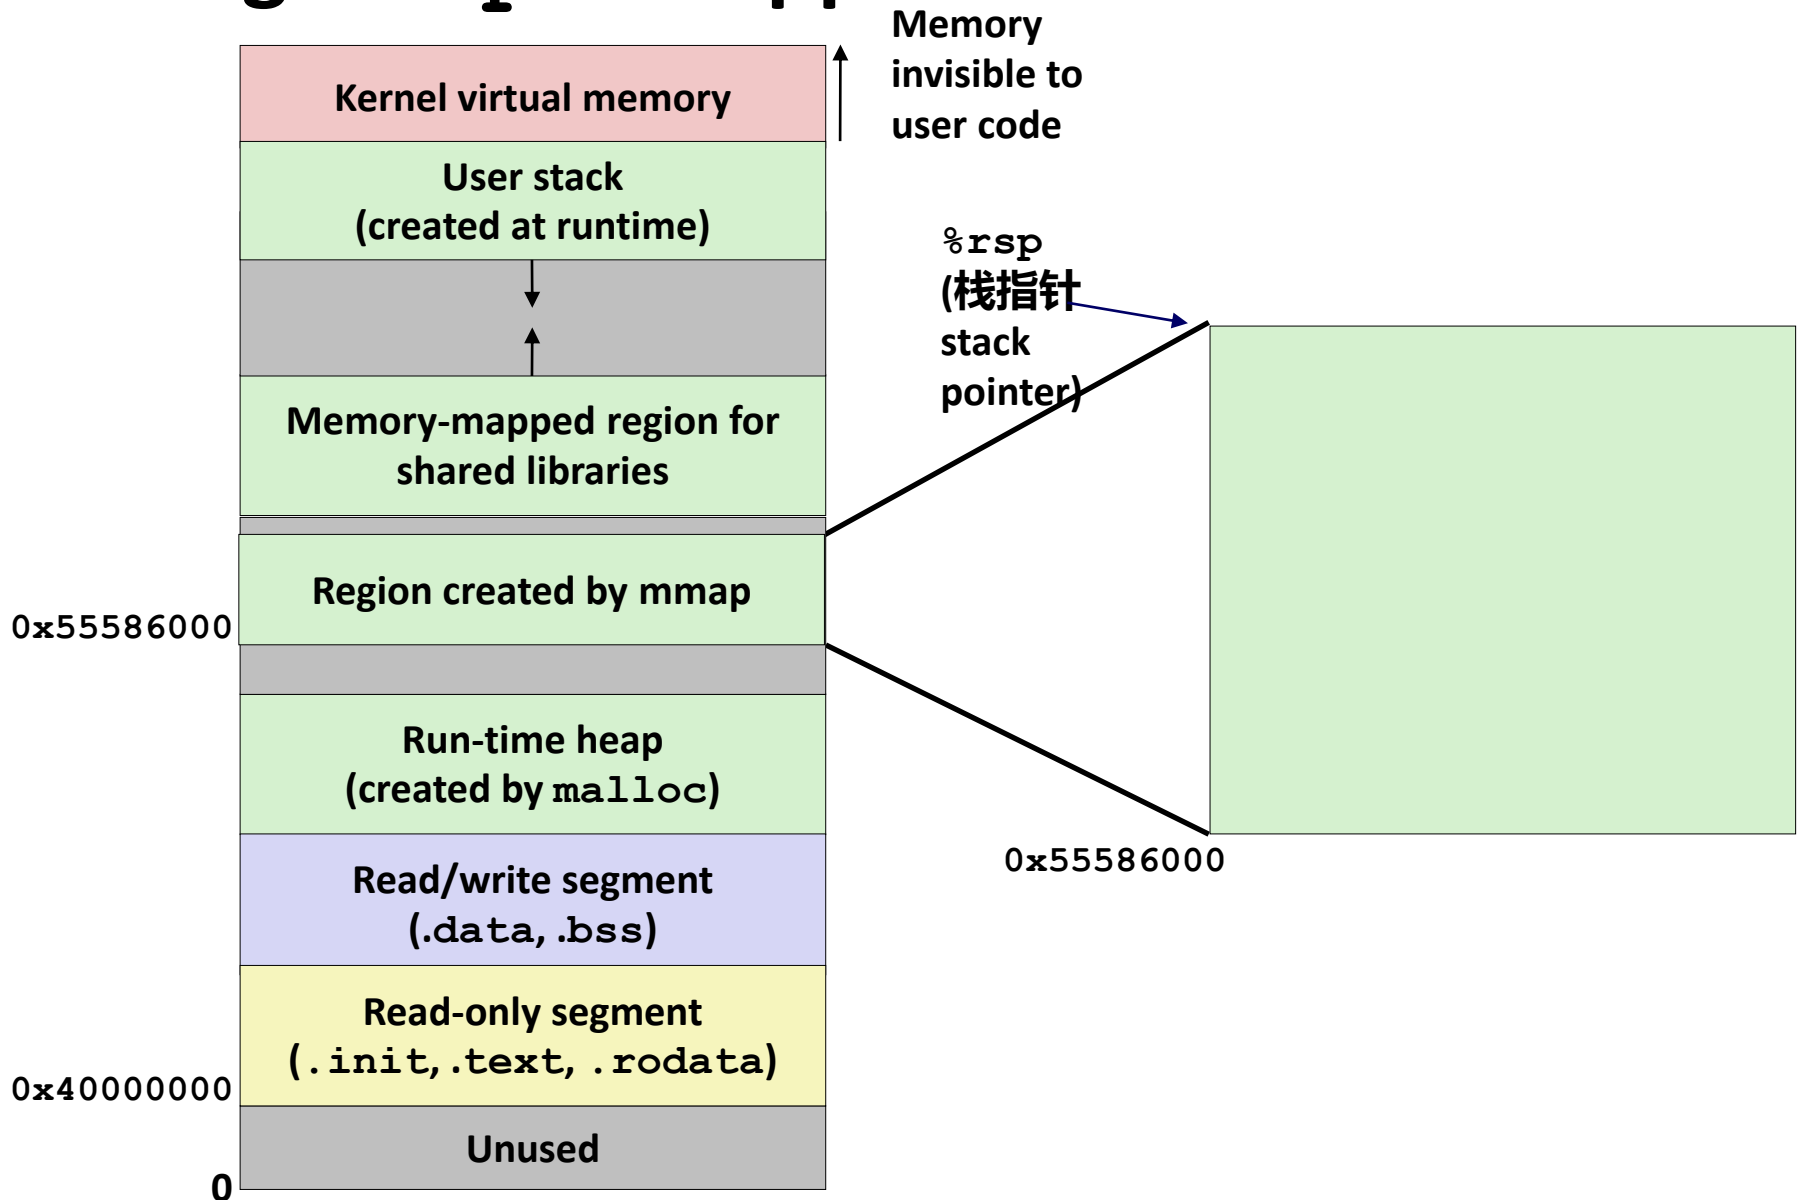 Memory
invisible to
user code
Kernel virtual memory
User stack
(created at runtime)
%rsp
(栈指针
stack
pointer)
Memory-mapped region for
shared libraries
Region created by mmap
0x55586000
Run-time heap
(created by malloc)
0x55586000
Read/write segment
(.data, .bss)
Read-only segment
(.init, .text, .rodata)
0x40000000
Unused
0